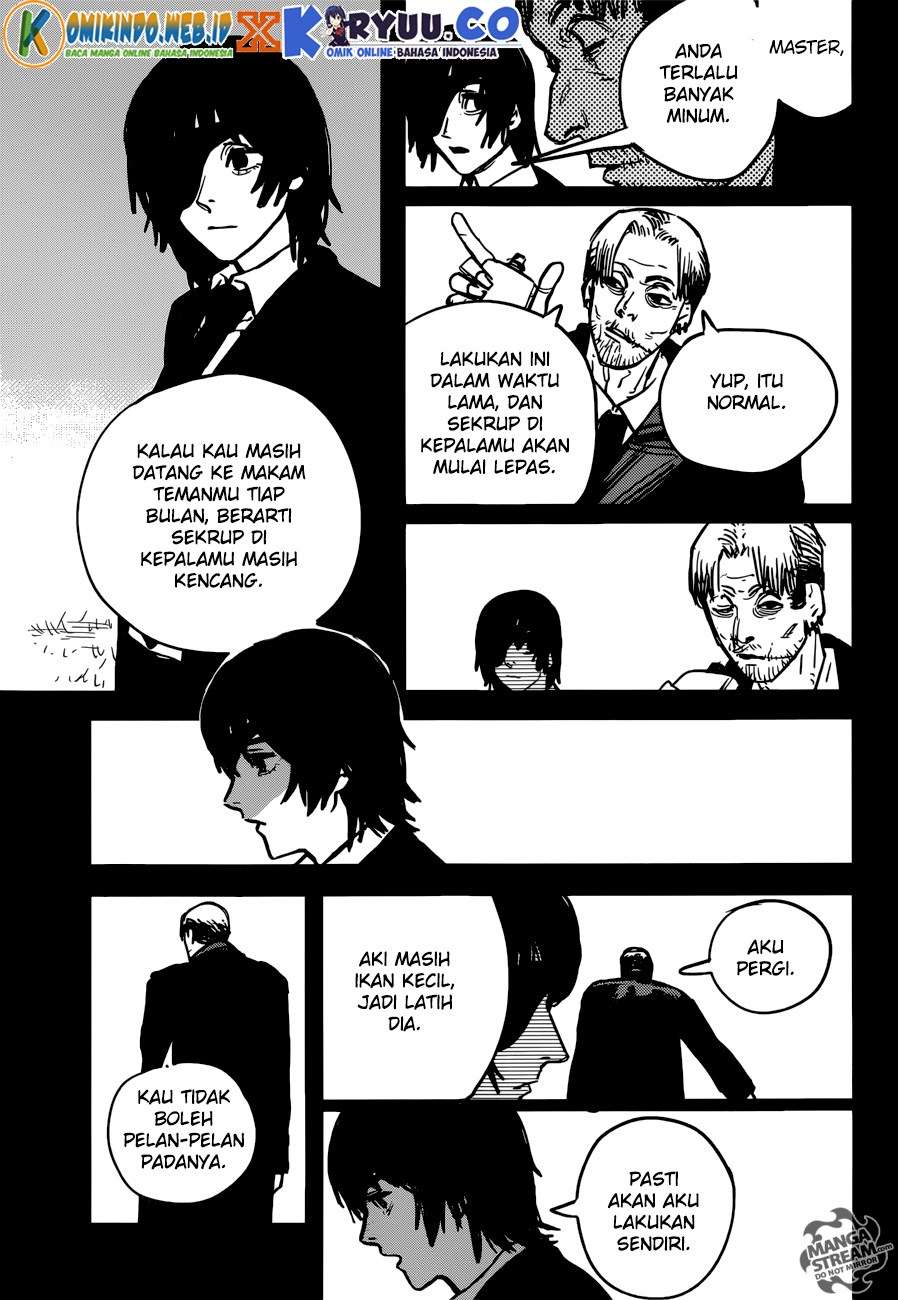 KOMIKINDO.WEB.ID
BACA MANGA ONLINE BAHASA INDONESIA
X
KIRYUU.CO
OMIK ONLINE BAHASA INDONESIA
MASTER,
ANDA
TERLALU
BANYAK
MINUM.
YUP, ITU
NORMAL.
LAKUKAN INI
DALAM WAKTU
LAMA, DAN
SEKRUP DI
KEPALAMU AKAN
MULAI LEPAS.
KALAU KAU MASIH
DATANG KE MAKAM
TEMANMU TIAP
BULAN, BERARTI
SEKRUP DI
KEPALAMU MASIH
KENCANG.
AKU
PERGI.
AKI MASIH
IKAN KECIL,
JADI LATIH
DIA.
KAU TIDAK
BOLEH
PELAN-PELAN
PADANYA.
PASTI
AKAN AKU
LAKUKAN
SENDIRI.
MANGA
STREAM.com
DO NOT MIRROR!